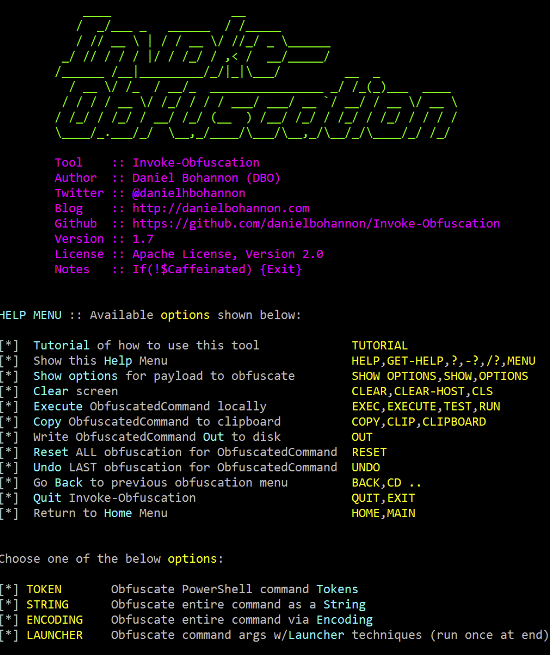 Invoke-
Obfuscation
Tool :: Invoke-Obfuscation
Author :: Daniel Bohannon (DBO)
Twitter :: @danielhbohannon
Blog :: http://danielbohannon.com
Github :: https://github.com/danielbohannon/Invoke-Obfuscation
Version :: 1.7
License :: Apache License, Version 2.0
Notes :: If(!$Caffeinated) {Exit}
HELP MENU :: Available options shown below:
[*] Tutorial of how to use this tool TUTORIAL
[*] Show this Help Menu HELP,GET-HELP,?,-?,/?,MENU
[*] Show options for payload to obfuscate SHOW OPTIONS,SHOW,OPTIONS
[*] Clear screen CLEAR,CLEAR-HOST,CLS
[*] Execute ObfuscatedCommand locally EXEC,EXECUTE,TEST,RUN
[*] Copy ObfuscatedCommand to clipboard COPY,CLIP,CLIPBOARD
[*] Write ObfuscatedCommand Out to disk OUT
[*] Reset ALL obfuscation for ObfuscatedCommand RESET
[*] Undo LAST obfuscation for ObfuscatedCommand UNDO
[*] Go Back to previous obfuscation menu BACK,CD ..
[*] Quit Invoke-Obfuscation QUIT,EXIT
[*] Return to Home Menu HOME,MAIN
Choose one of the below options:
[*] TOKEN Obfuscate PowerShell command Tokens
[*] STRING Obfuscate entire command as a String
[*] ENCODING Obfuscate entire command via Encoding
[*] LAUNCHER Obfuscate command args w/Launcher techniques (run once at end)